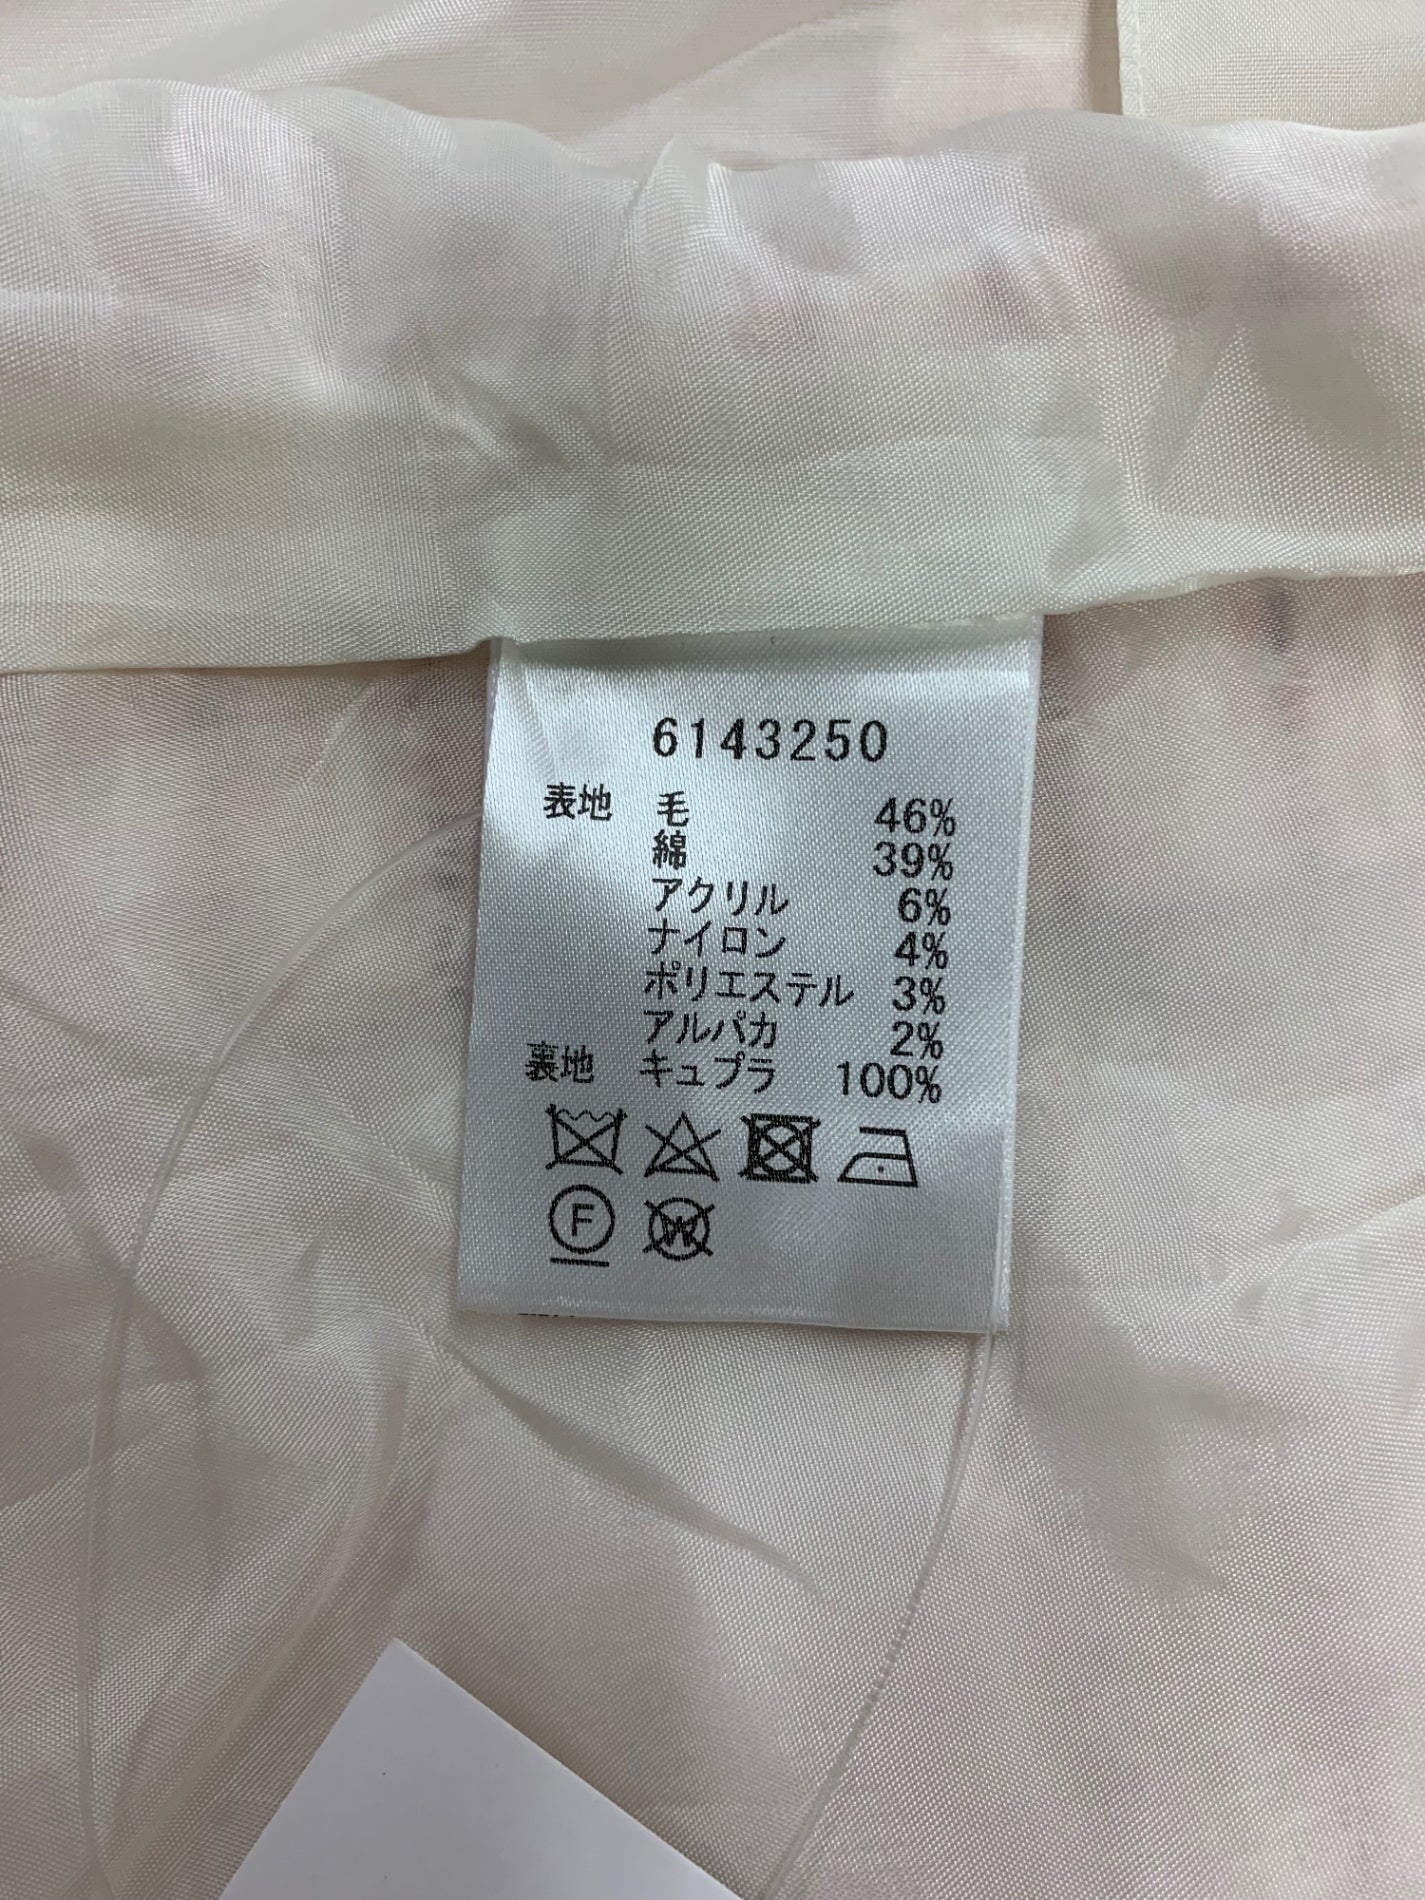 6143250
表地 毛 46%
綿 39%
アクリル 6%
ナイロン 4%
ポリエステル 3%
アルパカ 2%
裏地 キュプラ 100%
F W